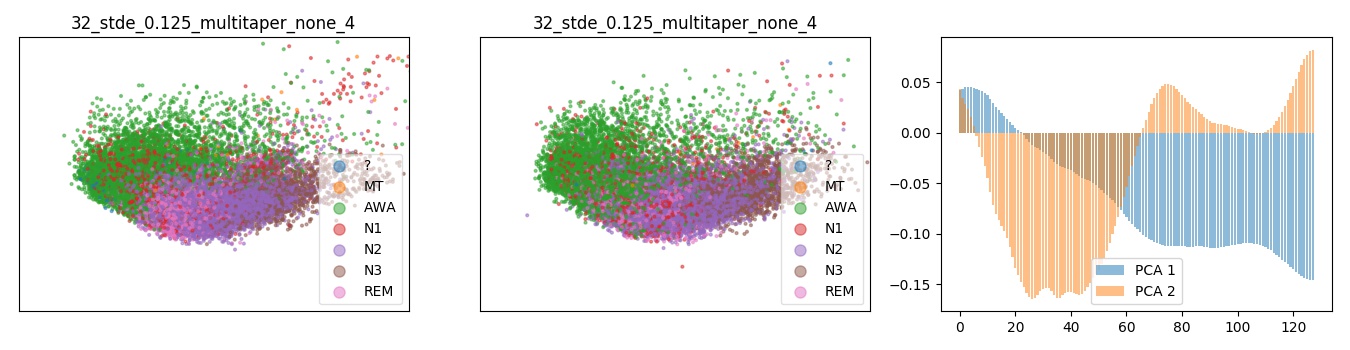 32_stde_0.125_multitaper_none_4
?
MT
AWA
N1
N2
N3
REM
32_stde_0.125_multitaper_none_4
?
MT
AWA
N1
N2
N3
REM
0.05
0.00
−0.05
−0.10
−0.15
0
20
40
60
80
100
120
PCA 1
PCA 2